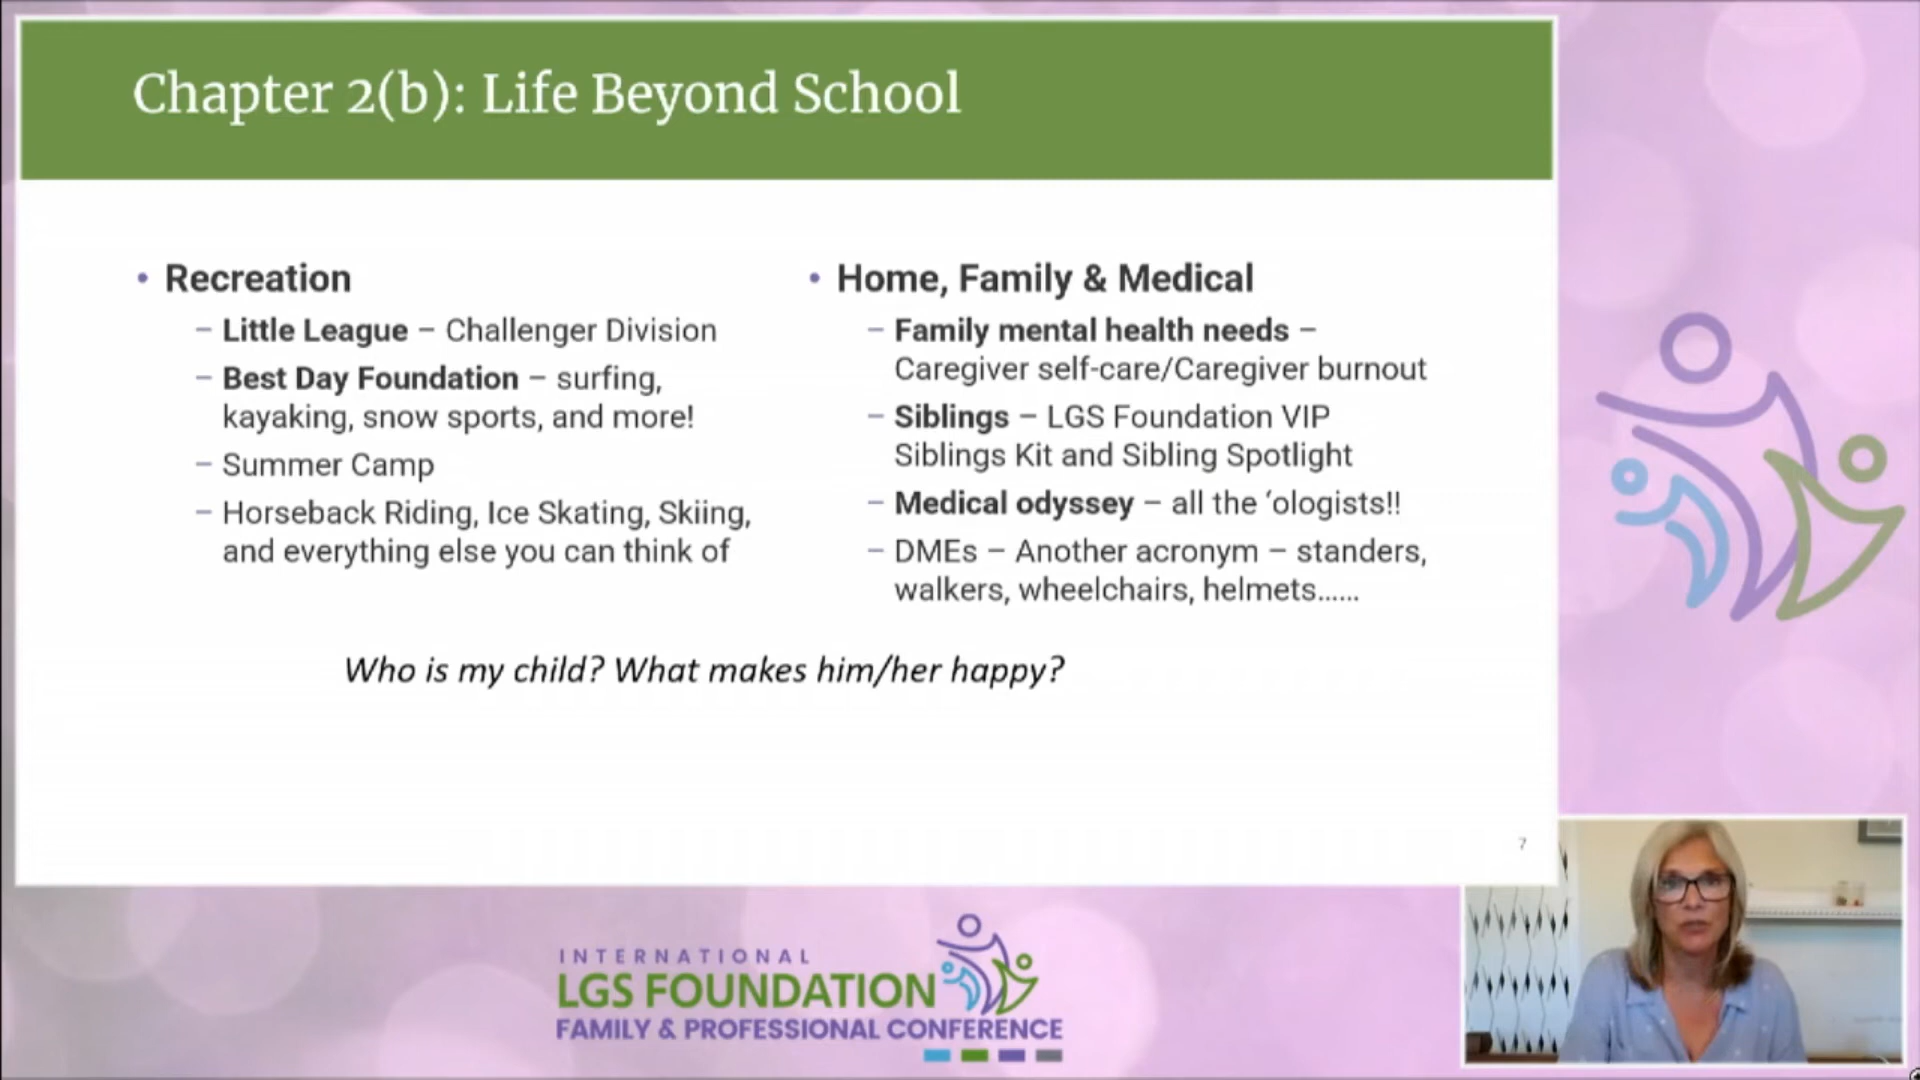 Chapter 2(b): Life Beyond School
• Recreation
– Little League – Challenger Division
– Best Day Foundation – surfing,
kayaking, snow sports, and more!
– Summer Camp
– Horseback Riding, Ice Skating, Skiing,
and everything else you can think of
• Home, Family & Medical
– Family mental health needs –
Caregiver self-care/Caregiver burnout
– Siblings – LGS Foundation VIP
Siblings Kit and Sibling Spotlight
– Medical odyssey – all the ‘ologists!!
– DMEs – Another acronym – standers,
walkers, wheelchairs, helmets......
Who is my child? What makes him/her happy?
7
INTERNATIONAL
LGS FOUNDATION
FAMILY & PROFESSIONAL CONFERENCE